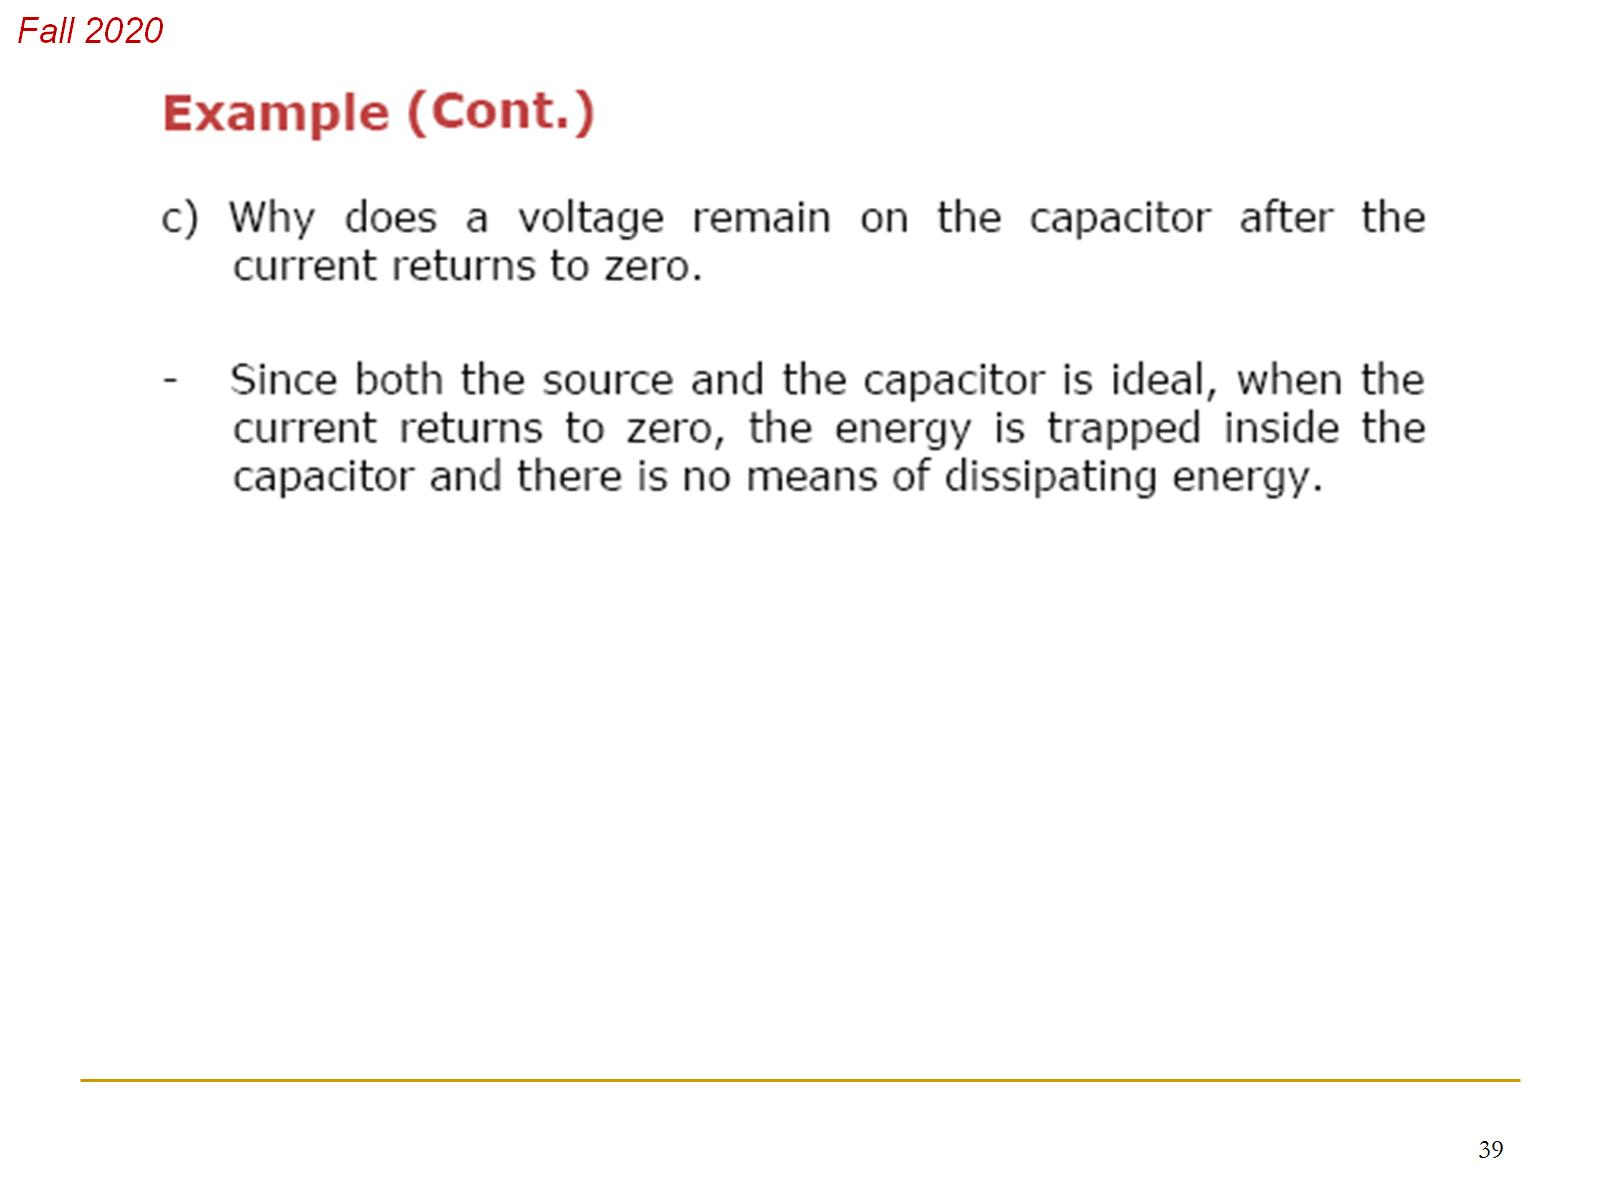 Fall 2020
Example (Cont.)
c) Why does a voltage remain on the capacitor after the
current returns to zero.
- Since both the source and the capacitor is ideal, when the
current returns to zero, the energy is trapped inside the
capacitor and there is no means of dissipating energy.
39